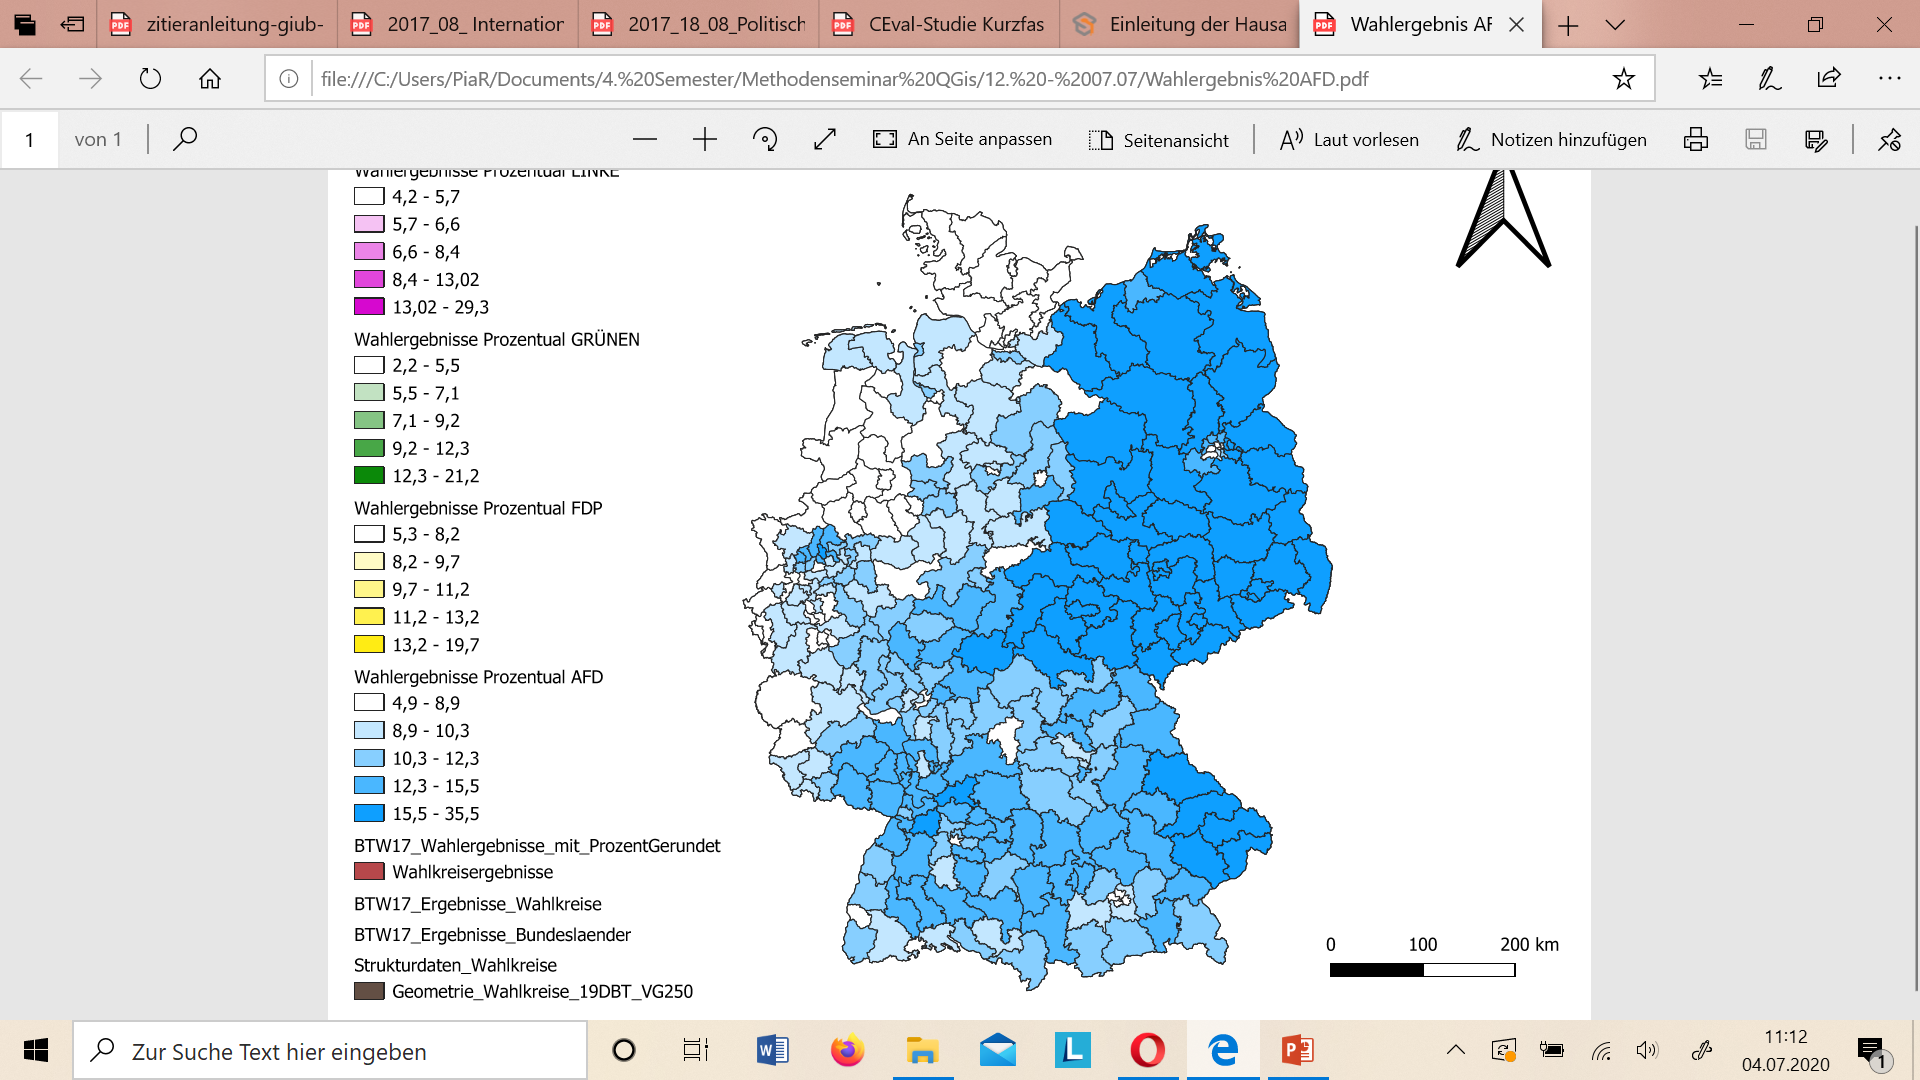 zitieranleitung-giub-
2017_08_ Internation
2017_18_08_Politisch
CEval-Studie Kurzfas
Einleitung der Hausa
Wahlergebnis AF
file:///C:/Users/PiaR/Documents/4.%20Semester/Methodenseminar%20QGis/12.%20-%2007.07/Wahlergebnis%20AFD.pdf
1 von 1
An Seite anpassen
Seitenansicht
Laut vorlesen
Notizen hinzufügen
Wahlergebnisse Prozentual LINKE
4,2 - 5,7
5,7 - 6,6
6,6 - 8,4
8,4 - 13,02
13,02 - 29,3
Wahlergebnisse Prozentual GRÜNEN
2,2 - 5,5
5,5 - 7,1
7,1 - 9,2
9,2 - 12,3
12,3 - 21,2
Wahlergebnisse Prozentual FDP
5,3 - 8,2
8,2 - 9,7
9,7 - 11,2
11,2 - 13,2
13,2 - 19,7
Wahlergebnisse Prozentual AFD
4,9 - 8,9
8,9 - 10,3
10,3 - 12,3
12,3 - 15,5
15,5 - 35,5
BTW17_Wahlergebnisse_mit_ProzentGerundet
Wahlkreisergebnisse
BTW17_Ergebnisse_Wahlkreise
BTW17_Ergebnisse_Bundeslaender
Strukturdaten_Wahlkreise
Geometrie_Wahlkreise_19DBT_VG250
0 100 200 km
Zur Suche Text hier eingeben
11:12
04.07.2020
1